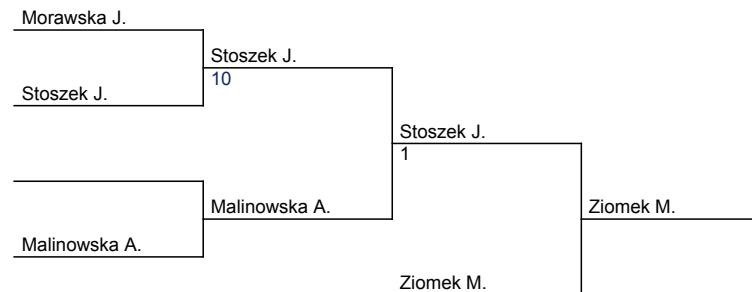 Morawska J.
Stoszek J.
10
Stoszek J.
Stoszek J.
1
Malinowska A.
Ziomek M.
Malinowska A.
Ziomek M.